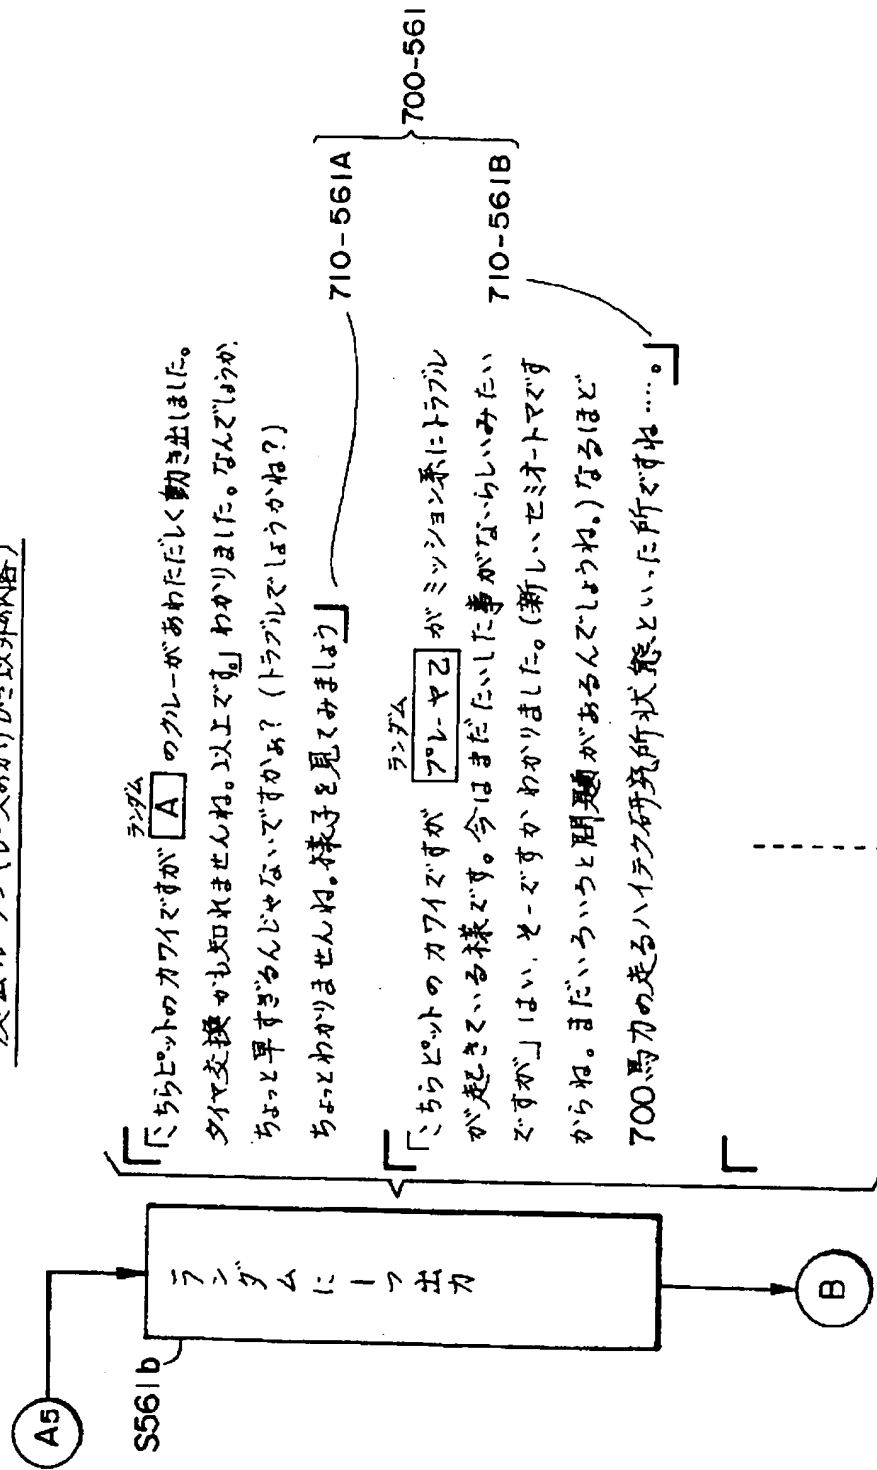 A5
S561b
ランダムに一つ出力
B
ランダム
「こちらピットのカワイですが A のクルーがあわただしく動き出しました。
タイヤ交換かも知れませんね。以上です。」わかりました。なんでしょうか、
ちょっと早すぎるんじゃないですかぁ?(トラブルでしょうかね?)
ちょっとわかりませんね。様子を見てみましょう
710-561A
700-561
ランダム
「こちらピットのカワイですが プレーヤ乙 がミッション系にトラブル
が起きている様です。今はまだたいした事がないらしいみたい
ですが」はい、そーですかわかりました。(新しいセミオートマです
からね。まだいろいろと問題があるんでしょうね。)なるほど
700馬力の走るハイテク研究所状態といった所ですね……。
710-561B